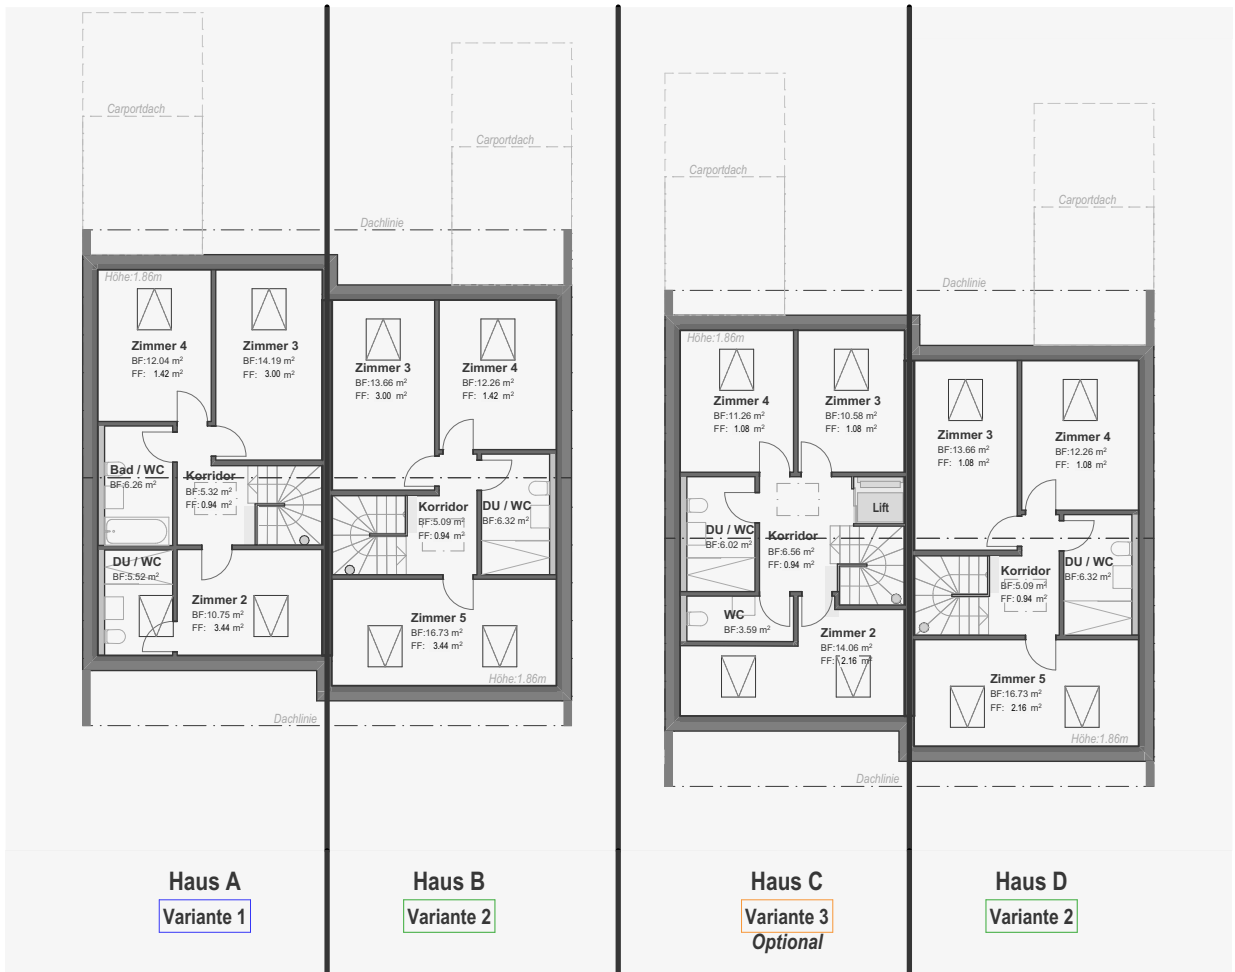 Carportdach
Dachlinie
Höhe:1.86m
Zimmer 4
BF:12.04 m²
FF: 1.42 m²
Zimmer 3
BF:14.19 m²
FF: 3.00 m²
Bad / WC
BF:6.26 m²
Korridor
BF:5.32 m²
FF:0.94 m²
DU / WC
BF:5.52 m²
Zimmer 2
BF:10.75 m²
FF: 3.44 m²
Dachlinie
Carportdach
Zimmer 3
BF:13.66 m²
FF: 3.00 m²
Zimmer 4
BF:12.26 m²
FF: 1.42 m²
Korridor
BF:5.09 m²
FF:0.94 m²
DU / WC
BF:6.32 m²
Zimmer 5
BF:16.73 m²
FF: 3.44 m²
Höhe:1.86m
Carportdach
Höhe:1.86m
Zimmer 4
BF:11.26 m²
FF: 1.08 m²
Zimmer 3
BF:10.58 m²
FF: 1.08 m²
Lift
DU / WC
BF:6.02 m²
Korridor
BF:6.56 m²
FF:0.94 m²
WC
BF:3.59 m²
Zimmer 2
BF:14.06 m²
FF: 2.16 m²
Dachlinie
Carportdach
Dachlinie
Zimmer 3
BF:13.66 m²
FF: 1.08 m²
Zimmer 4
BF:12.26 m²
FF: 1.08 m²
Korridor
BF:5.09 m²
FF:0.94 m²
DU / WC
BF:6.32 m²
Zimmer 5
BF:16.73 m²
FF: 2.16 m²
Höhe:1.86m
Haus A
Variante 1
Haus B
Variante 2
Haus C
Variante 3
Optional
Haus D
Variante 2